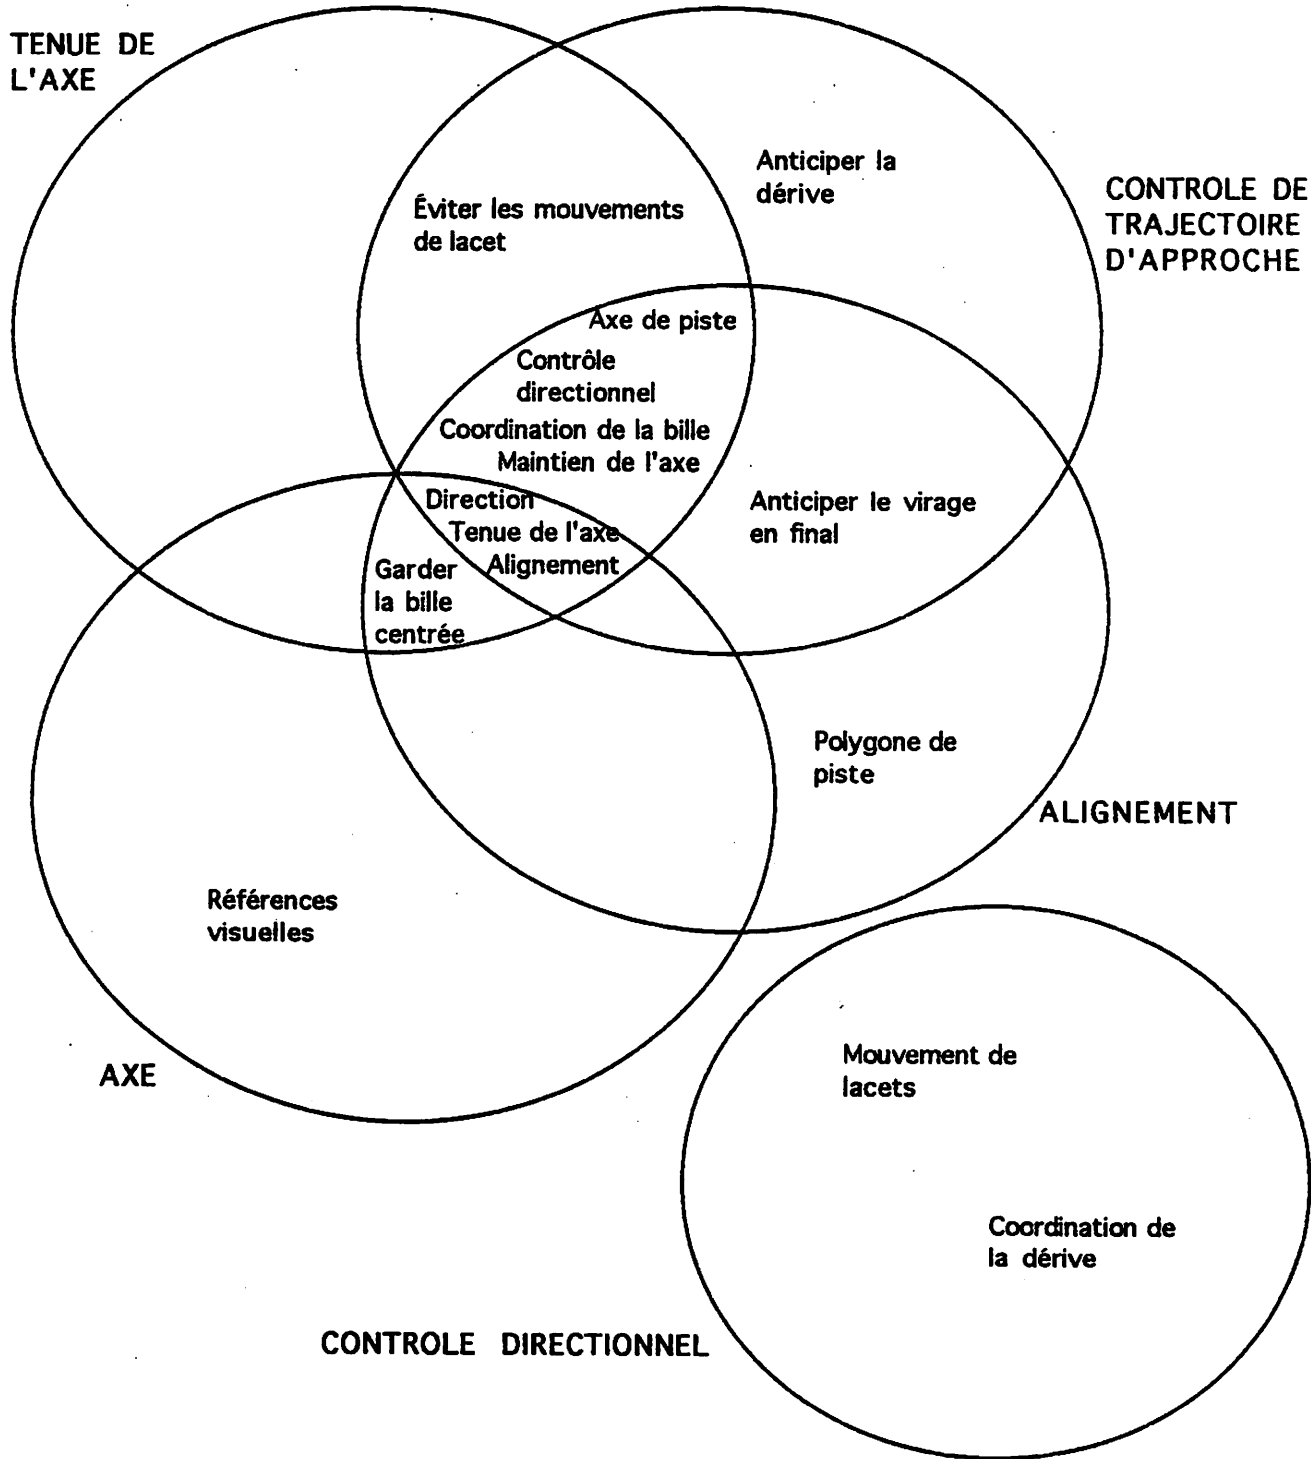 TENUE DE
L'AXE
Anticiper la
dérive
CONTROLE DE
TRAJECTOIRE
D'APPROCHE
Éviter les mouvements
de lacet
Axe de piste
Contrôle
directionnel
Coordination de la bille
Maintien de l'axe
Direction
Tenue de l'axe
Alignement
Anticiper le virage
en final
Garder
la bille
centrée
Polygone de
piste
ALIGNEMENT
Références
visuelles
AXE
Mouvement de
lacets
Coordination de
la dérive
CONTROLE DIRECTIONNEL